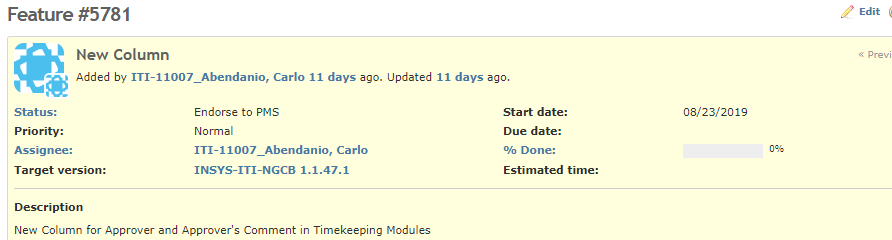 Feature #5781
Edit
New Column
« Previ
Added by ITI-11007_Abendanio, Carlo 11 days ago. Updated 11 days ago.
Status: Endorse to PMS Start date: 08/23/2019
Priority: Normal Due date:
Assignee: ITI-11007_Abendanio, Carlo % Done: 0%
Target version: INSYS-ITI-NGCB 1.1.47.1 Estimated time:
Description
New Column for Approver and Approver's Comment in Timekeeping Modules